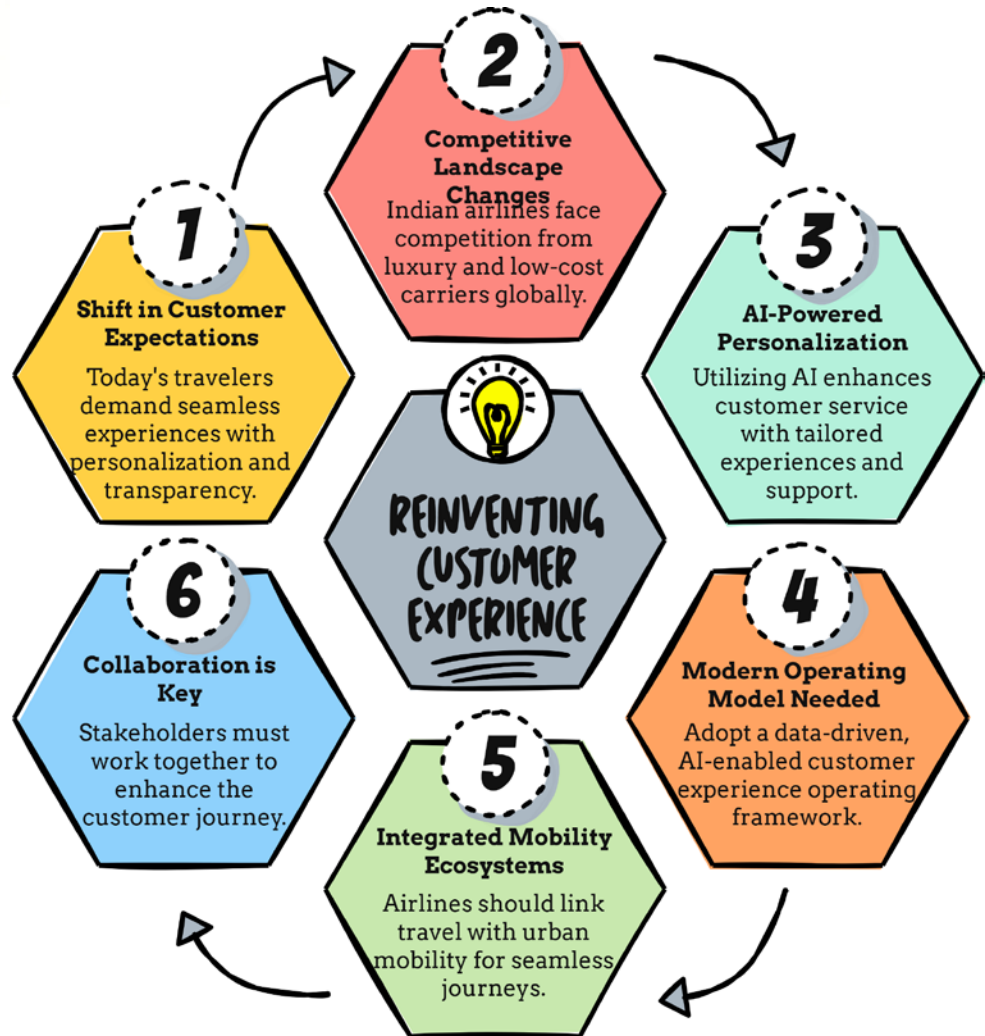 1
Shift in Customer
Expectations
Today's travelers
demand seamless
experiences with
personalization and
transparency.
2
Competitive
Landscape
Changes
Indian airlines face
competition from
luxury and low-cost
carriers globally.
3
AI-Powered
Personalization
Utilizing AI enhances
customer service
with tailored
experiences and
support.
4
Modern Operating
Model Needed
Adopt a data-driven,
AI-enabled customer
experience operating
framework.
5
Integrated Mobility
Ecosystems
Airlines should link
travel with urban
mobility for seamless
journeys.
6
Collaboration is
Key
Stakeholders must
work together to
enhance the
customer journey.
REINVENTING
CUSTOMER
EXPERIENCE